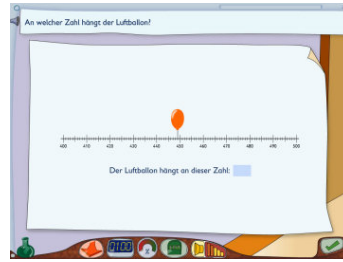 An welcher Zahl hängt der Luftballon?
400 410 420 430 440 450 460 470 480 490 500
Der Luftballon hängt an dieser Zahl:
0100